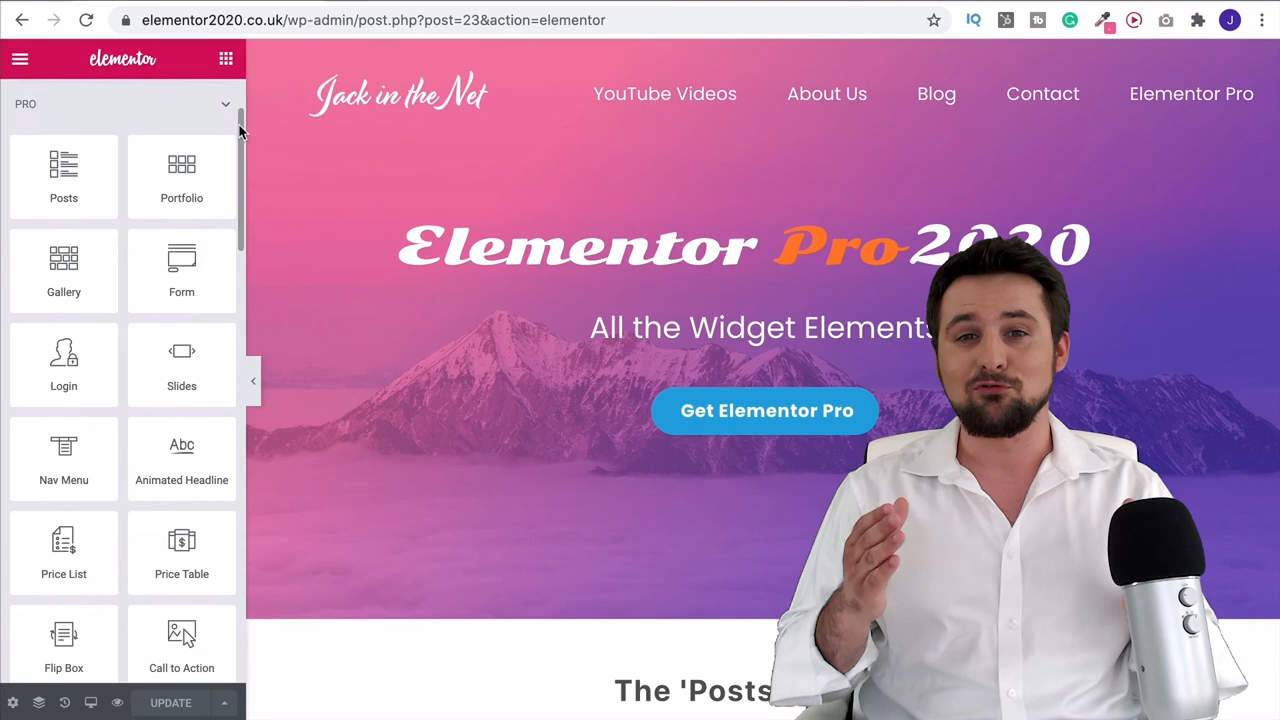 elementor2020.co.uk/wp-admin/post.php?post=23&action=elementor
IQ
tb
J
elementor
PRO
Posts
Portfolio
Gallery
Form
Login
Slides
Nav Menu
Abc
Animated Headline
Price List
Price Table
Flip Box
Call to Action
UPDATE
Jack in the Net
YouTube Videos
About Us
Blog
Contact
Elementor Pro
Elementor Pro 2020
All the Widget Elements
Get Elementor Pro
The 'Posts